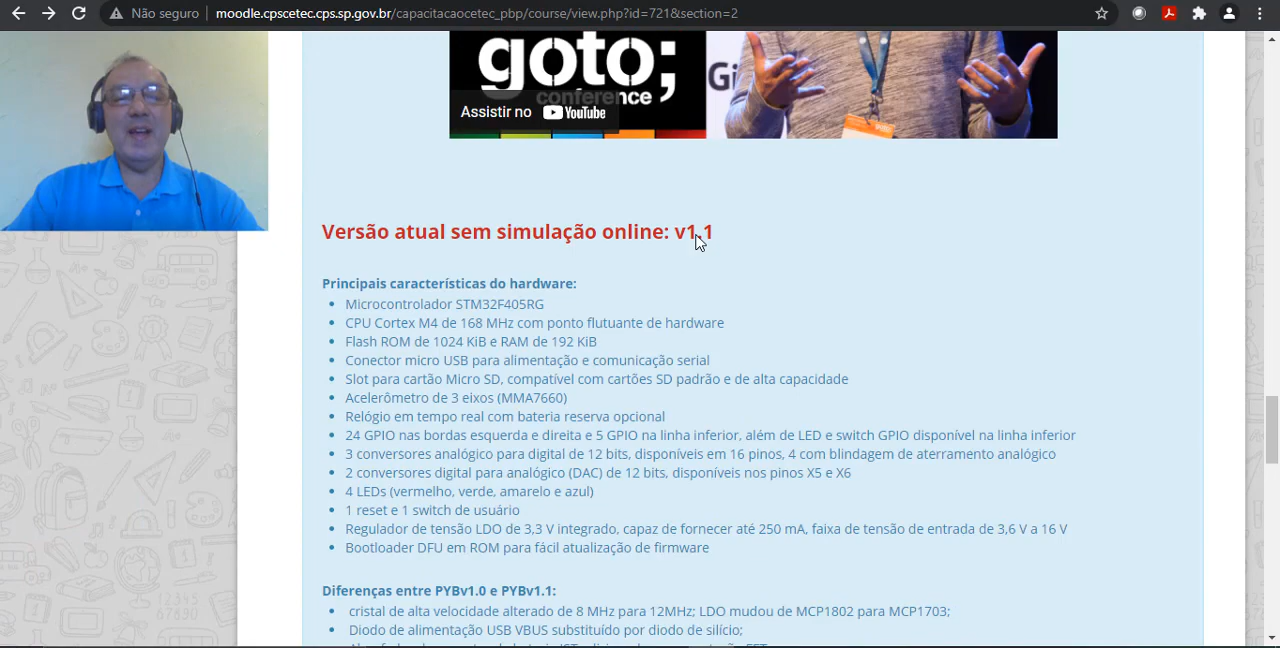 Não seguro
moodle.cpscetec.cps.sp.gov.br/capacitacaocetec_pbp/course/view.php?id=721&section=2
goto;
conference
Assistir no YouTube
Gi
Versão atual sem simulação online: v1.1
Principais características do hardware:
Microcontrolador STM32F405RG
CPU Cortex M4 de 168 MHz com ponto flutuante de hardware
Flash ROM de 1024 KiB e RAM de 192 KiB
Conector micro USB para alimentação e comunicação serial
Slot para cartão Micro SD, compatível com cartões SD padrão e de alta capacidade
Acelerômetro de 3 eixos (MMA7660)
Relógio em tempo real com bateria reserva opcional
24 GPIO nas bordas esquerda e direita e 5 GPIO na linha inferior, além de LED e switch GPIO disponível na linha inferior
3 conversores analógico para digital de 12 bits, disponíveis em 16 pinos, 4 com blindagem de aterramento analógico
2 conversores digital para analógico (DAC) de 12 bits, disponíveis nos pinos X5 e X6
4 LEDs (vermelho, verde, amarelo e azul)
1 reset e 1 switch de usuário
Regulador de tensão LDO de 3,3 V integrado, capaz de fornecer até 250 mA, faixa de tensão de entrada de 3,6 V a 16 V
Bootloader DFU em ROM para fácil atualização de firmware
Diferenças entre PYBv1.0 e PYBv1.1:
cristal de alta velocidade alterado de 8 MHz para 12MHz; LDO mudou de MCP1802 para MCP1703;
Diodo de alimentação USB VBUS substituído por diodo de silício;